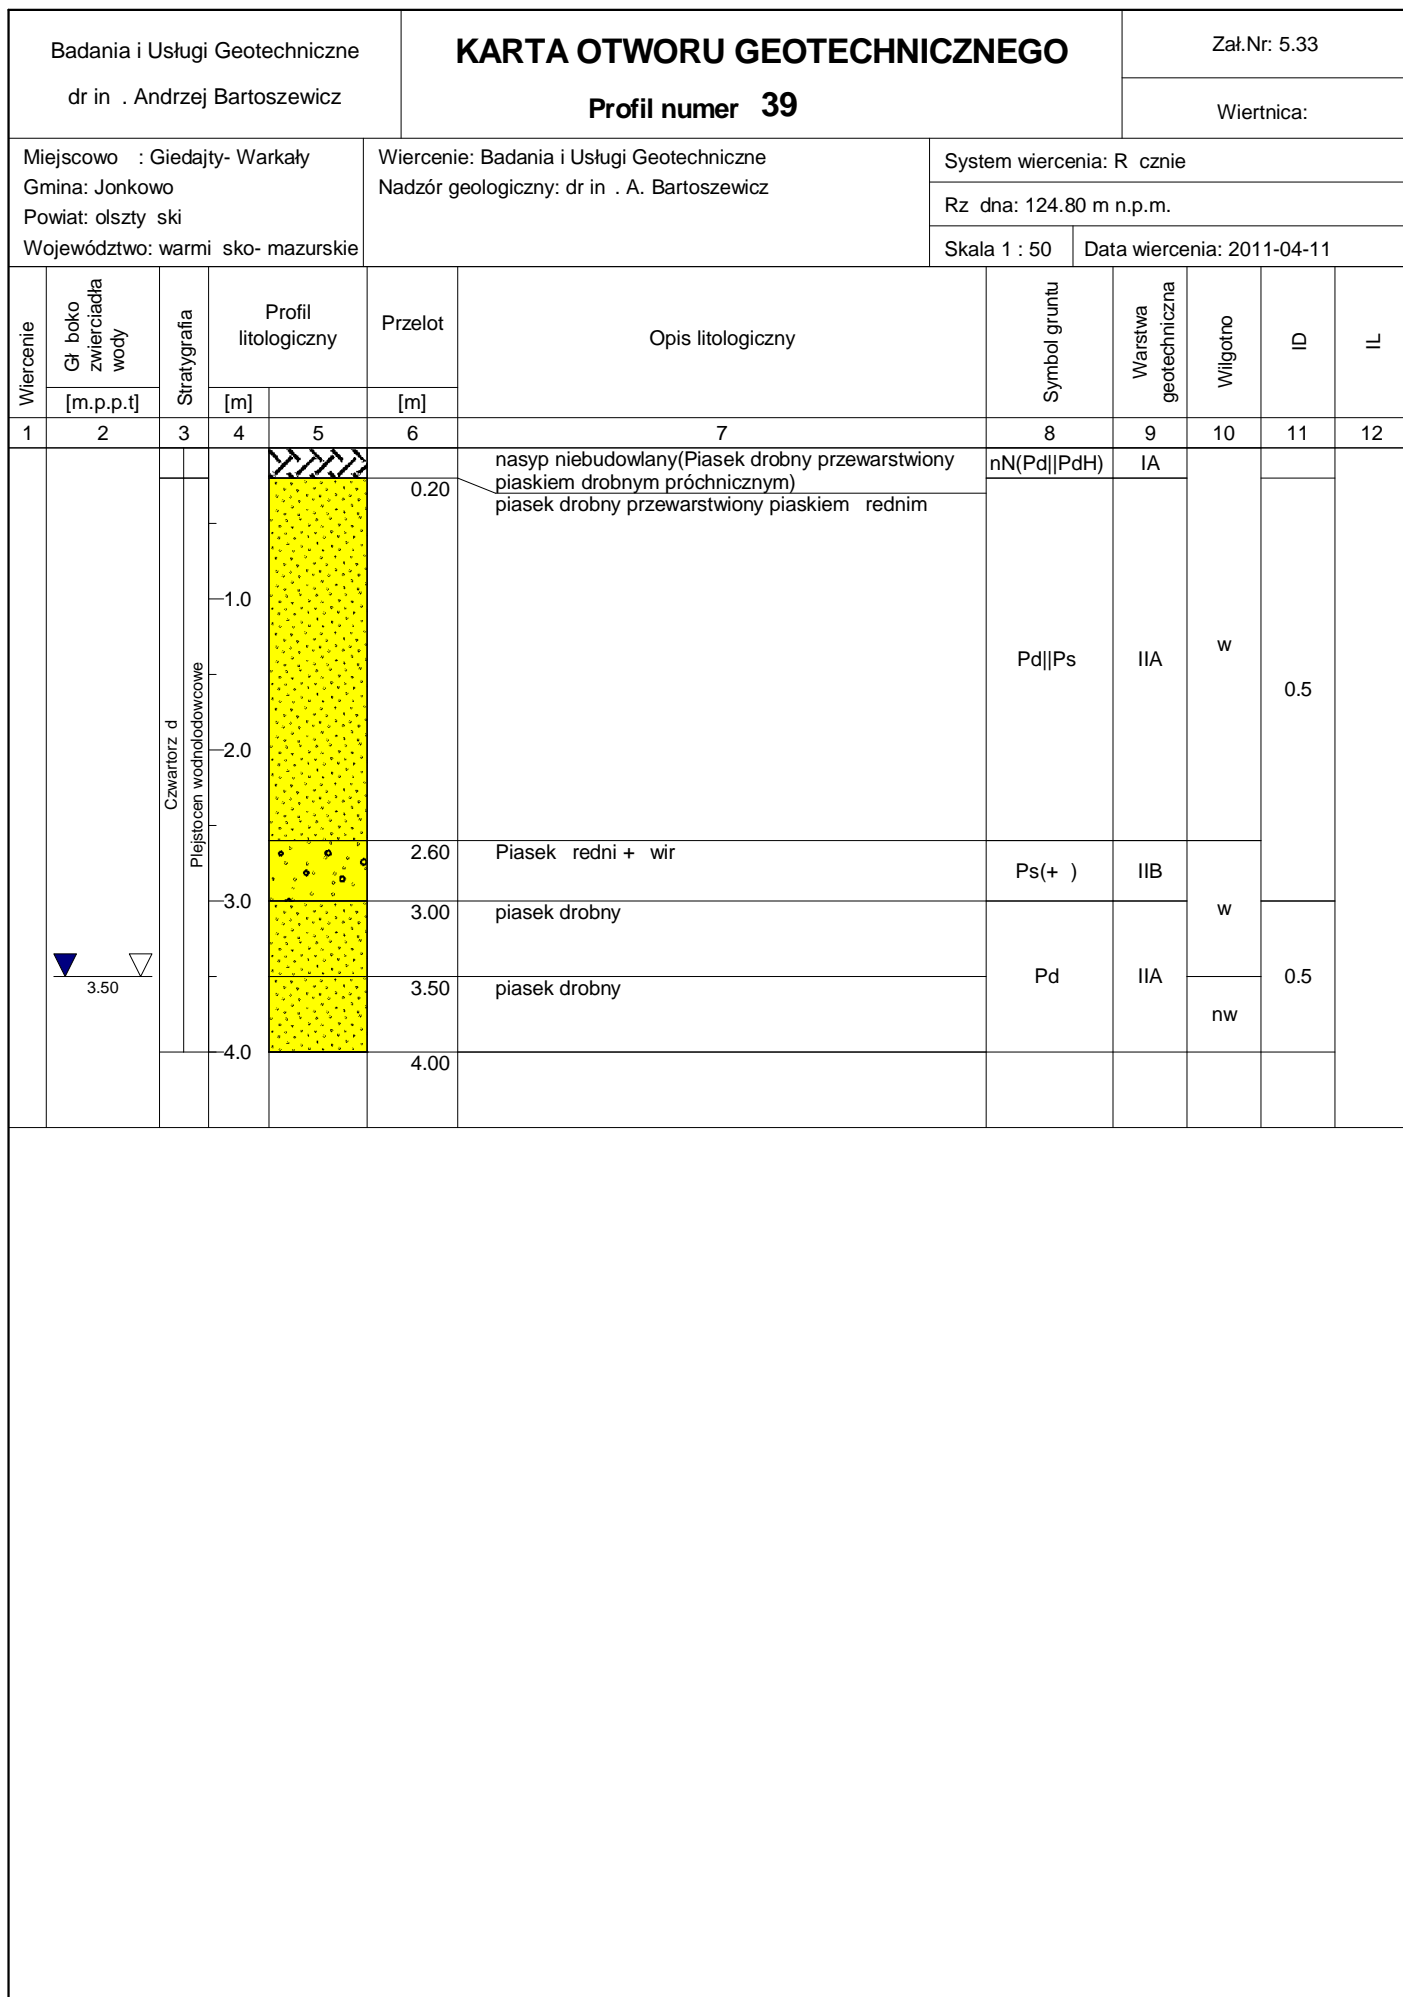 Badania i Usługi Geotechniczne
dr in . Andrzej Bartoszewicz
KARTA OTWORU GEOTECHNICZNEGO
Profil numer 39
Zał.Nr: 5.33
Wiertnica:
Miejscowo : Giedajty- Warkały
Gmina: Jonkowo
Powiat: olszty ski
Województwo: warmi sko- mazurskie
Wiercenie: Badania i Usługi Geotechniczne
Nadzór geologiczny: dr in . A. Bartoszewicz
System wiercenia: R cznie
Rz dna: 124.80 m n.p.m.
Skala 1 : 50
Data wiercenia: 2011-04-11
Wiercenie
Gł boko
zwierciadła
wody
[m.p.p.t]
Stratygrafia
Profil
litologiczny
[m]
Przelot
[m]
Opis litologiczny
Symbol gruntu
Warstwa
geotechniczna
Wilgotno
ID
IL
1 2 3 4 5 6 7 8 9 10 11 12
nasyp niebudowlany(Piasek drobny przewarstwiony
piaskiem drobnym próchnicznym)
nN(Pd||PdH)
IA
0.20
piasek drobny przewarstwiony piaskiem rednim
1.0
Pd||Ps
IIA
w
0.5
Czwartorz d
Plejstocen wodnolodowcowe
2.0
2.60
Piasek redni + wir
Ps(+ )
IIB
3.0
3.00
piasek drobny
w
3.50
3.50
piasek drobny
Pd
IIA
0.5
nw
4.0
4.00